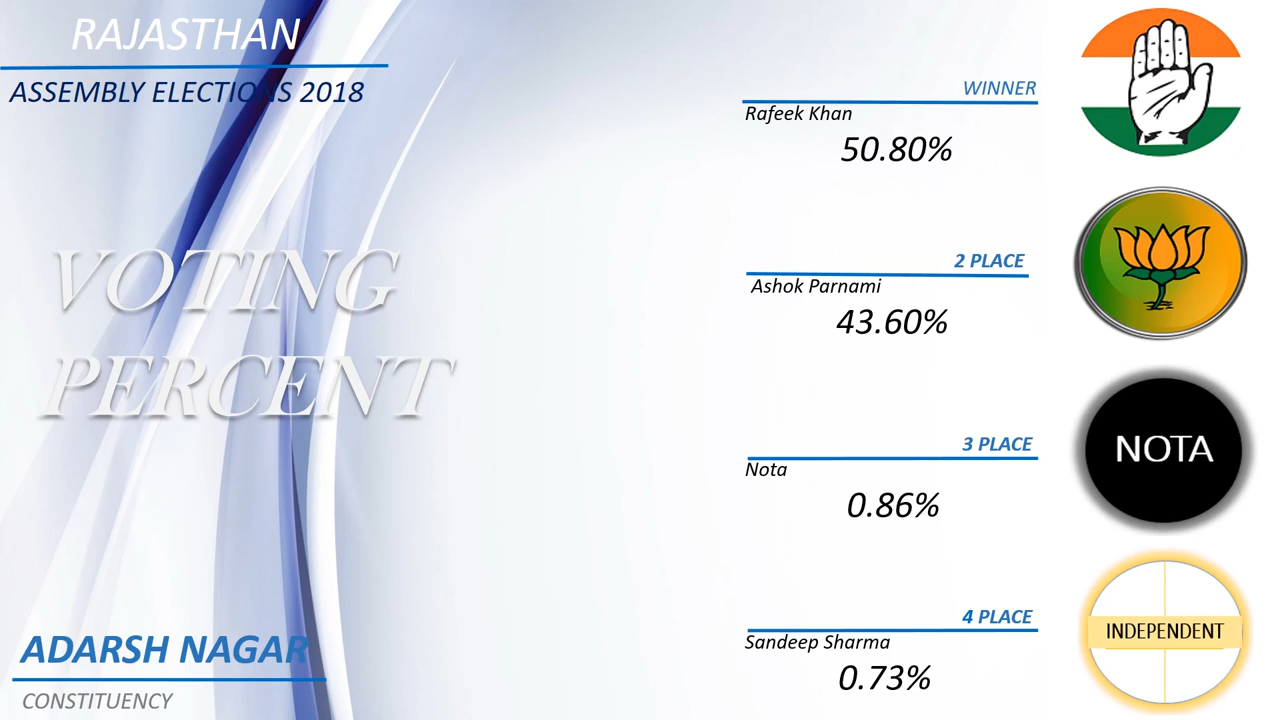 RAJASTHAN
ASSEMBLY ELECTIONS 2018
VOTING
PERCENT
ADARSH NAGAR
CONSTITUENCY
WINNER
Rafeek Khan
50.80%
2 PLACE
Ashok Parnami
43.60%
3 PLACE
Nota
0.86%
NOTA
4 PLACE
Sandeep Sharma
0.73%
INDEPENDENT